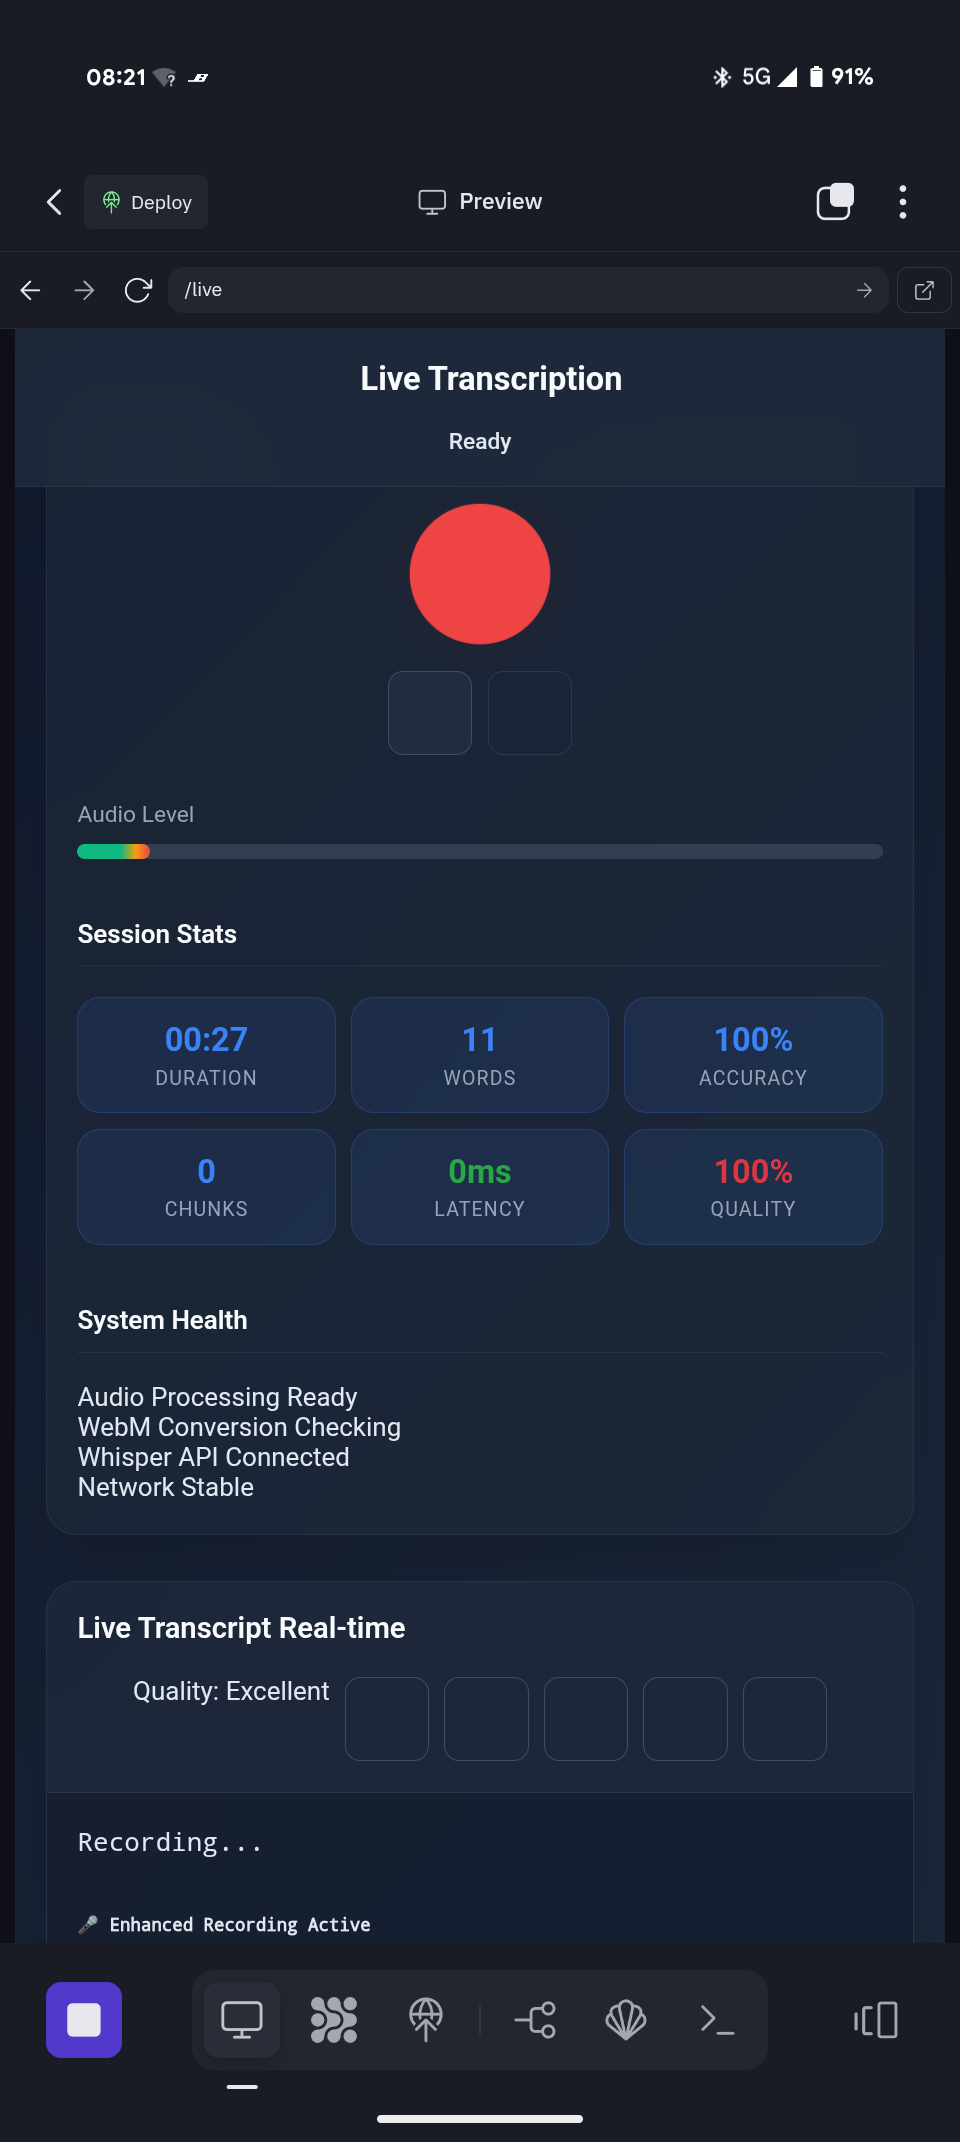 08:21
5G
91%
Deploy
Preview
/live
Live Transcription
Ready
Audio Level
Session Stats
00:27
DURATION
11
WORDS
100%
ACCURACY
0
CHUNKS
0ms
LATENCY
100%
QUALITY
System Health
Audio Processing Ready
WebM Conversion Checking
Whisper API Connected
Network Stable
Live Transcript Real-time
Quality: Excellent
Recording...
🎤 Enhanced Recording Active